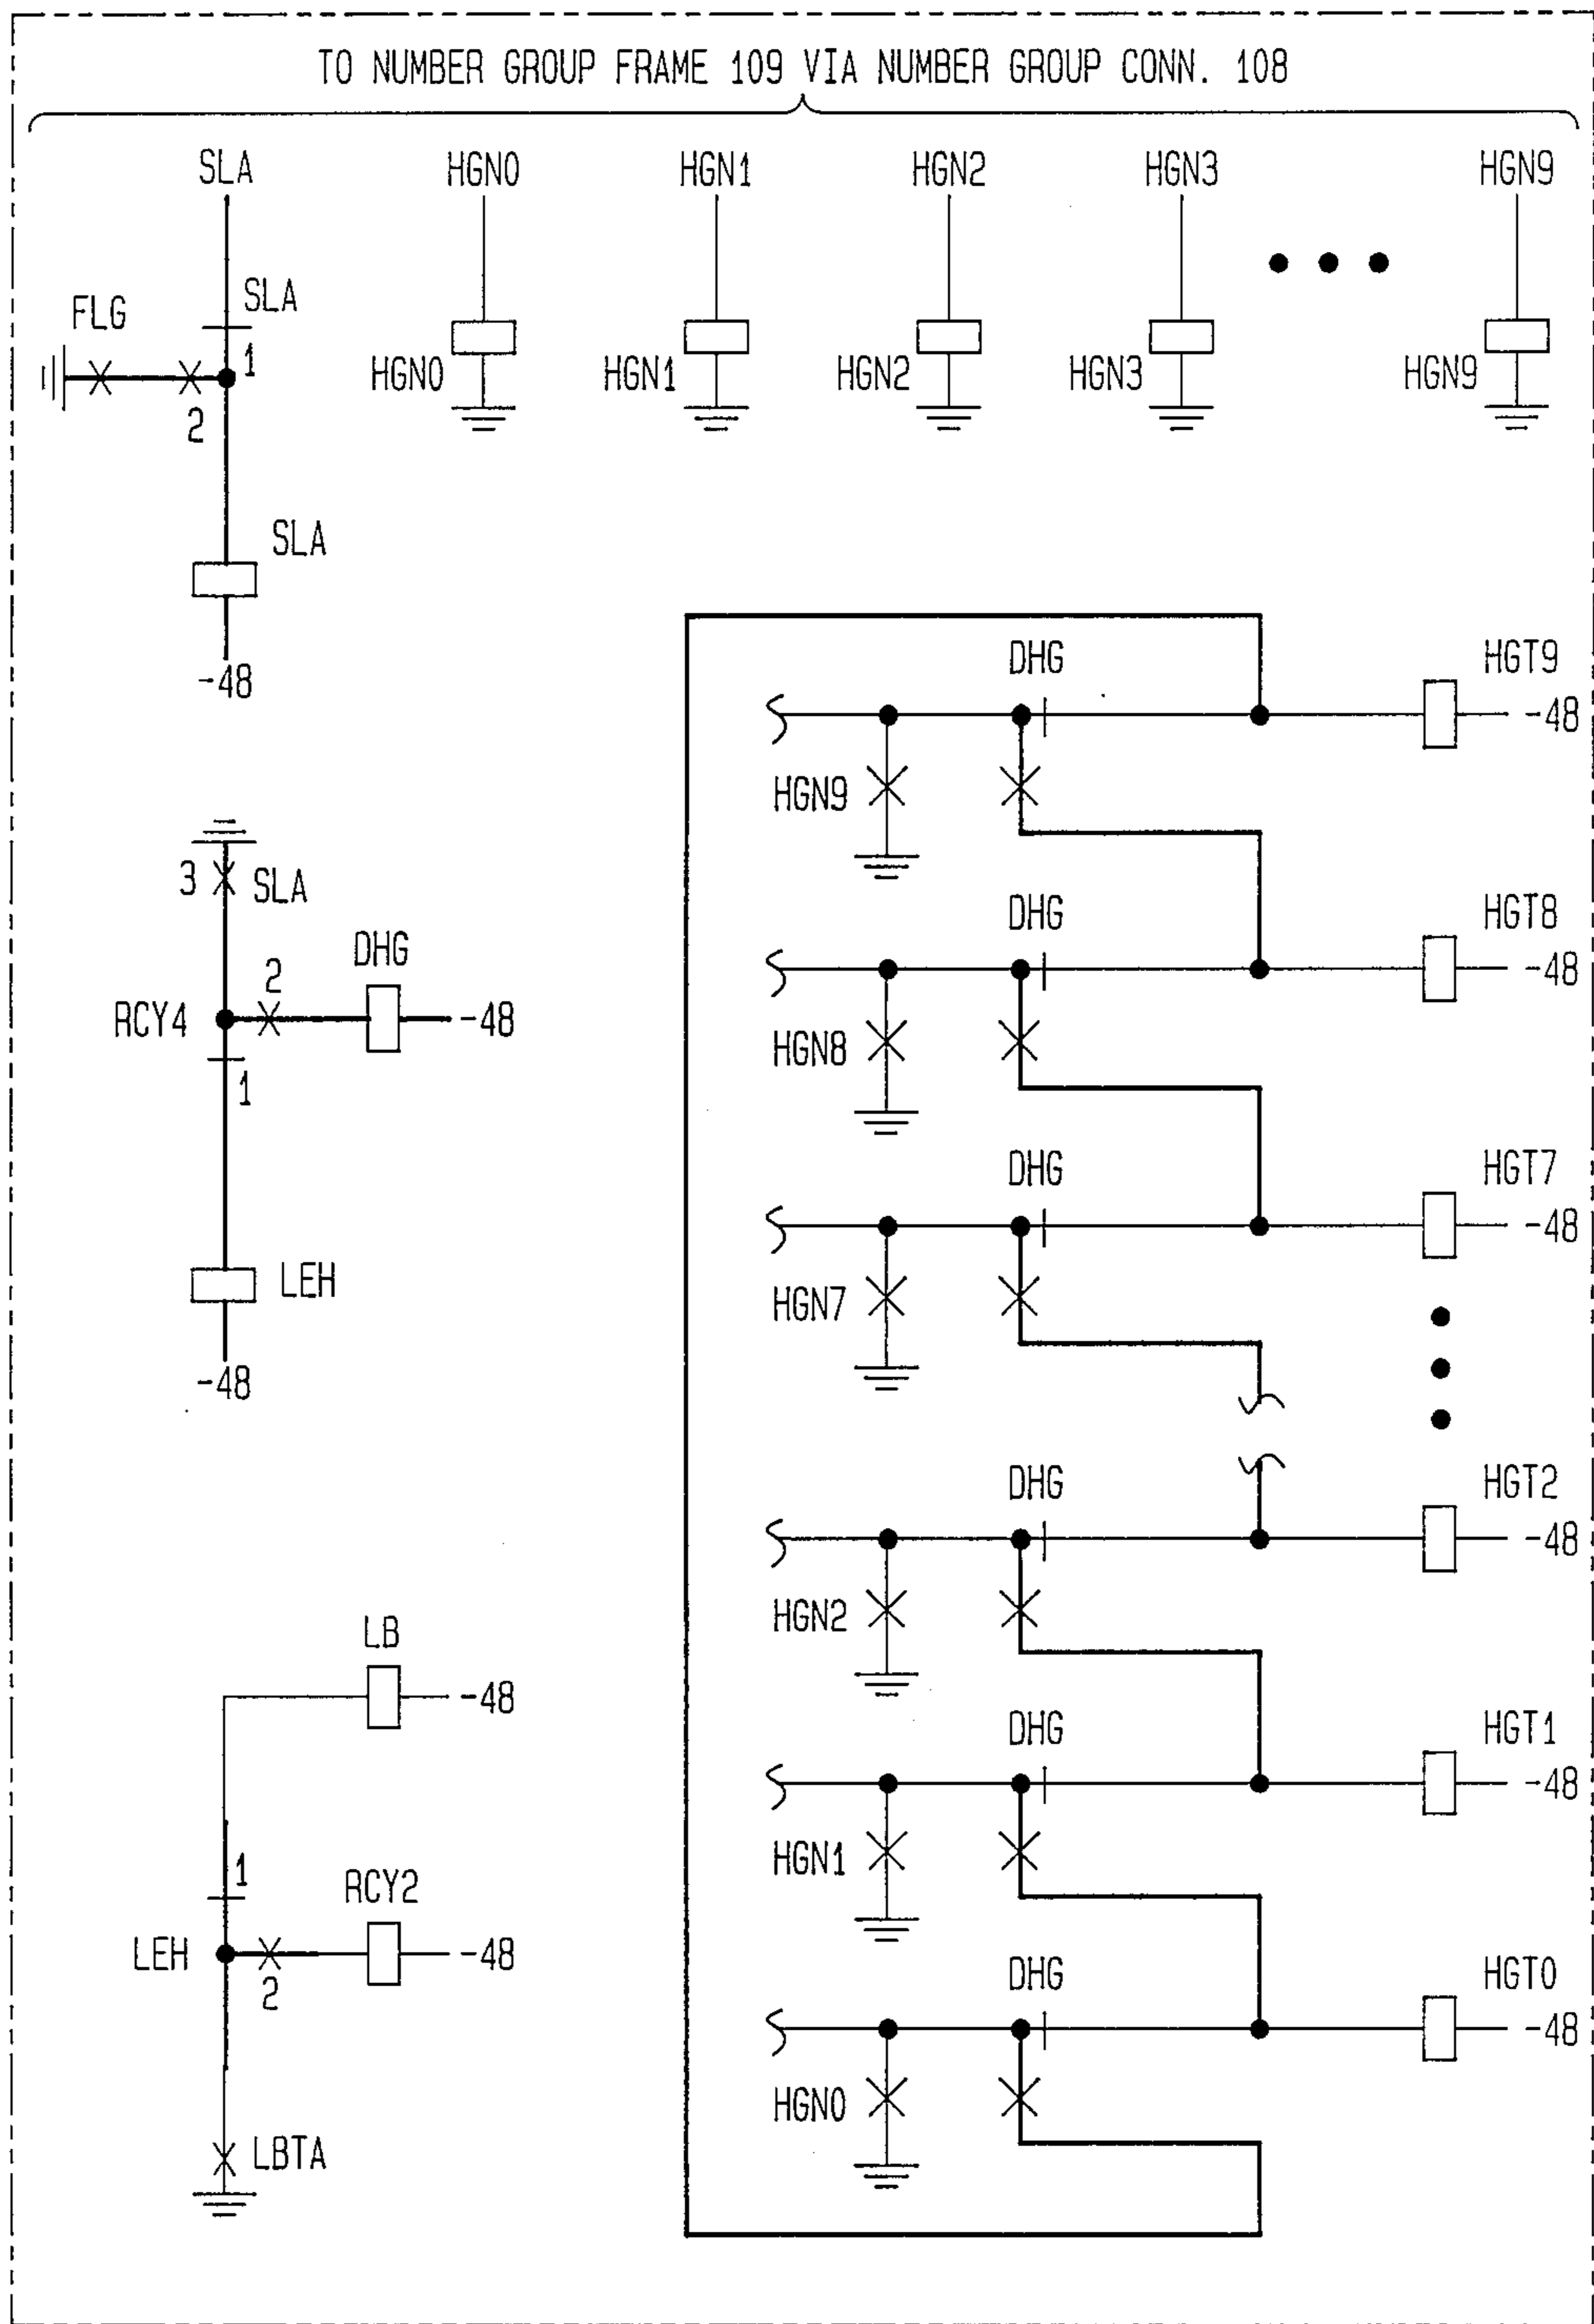 TO NUMBER GROUP FRAME 109 VIA NUMBER GROUP CONN. 108
SLA HGN0 HGN1 HGN2 HGN3 HGN9
SLA
FLG
1
HGN0 HGN1 HGN2 HGN3 HGN9
2
SLA
-48
DHG HGT9
-48
HGN9
3 SLA
DHG HGT8
DHG
2
-48
RCY4 -48
HGN8
1
DHG HGT7
-48
LEH
HGN7
-48
DHG HGT2
-48
HGN2
LB
-48
DHG HGT1
-48
HGN1
1
RCY2
LEH -48
2
DHG HGT0
-48
HGN0
LBTA